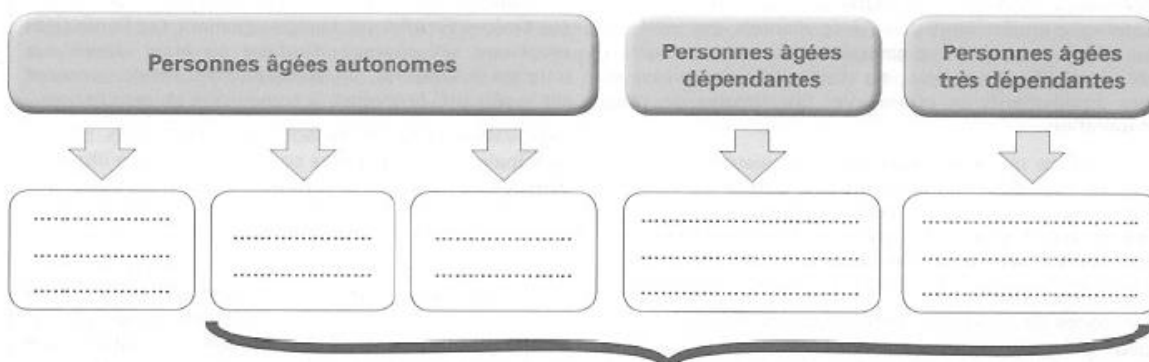 Personnes âgées autonomes
Personnes âgées
dépendantes
Personnes âgées
très dépendantes